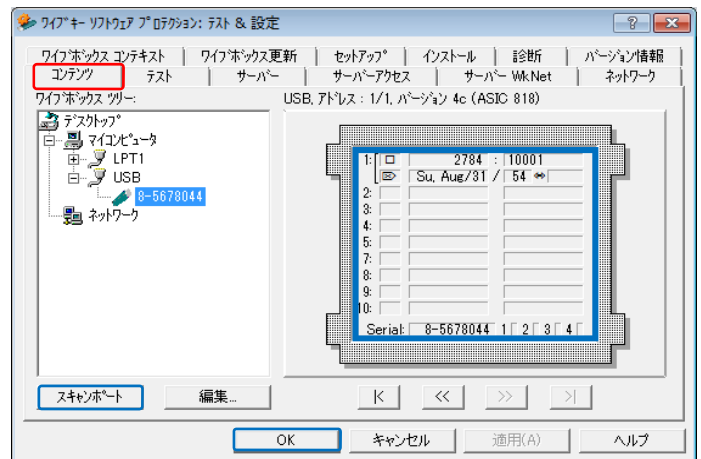 ワイブキー ソフトウェア プロテクション: テスト & 設定
ワイブボックス コンテキスト ワイブボックス更新 セットアップ インストール 診断 バージョン情報
コンテンツ テスト サーバー サーバーアクセス サーバー WkNet ネットワーク
ワイブボックス ツリー: USB, アドレス : 1/1, バージョン 4c (ASIC 818)
デスクトップ
マイコンピュータ
LPT1
USB
8-5678044
ネットワーク
1: 2784 : 10001
Su, Aug/31 / 54
2:
3:
4:
5:
7:
8:
9:
10:
Serial: 8-5678044 1 2 3 4
スキャンポート 編集... |< << >> >|
OK キャンセル 適用(A) ヘルプ